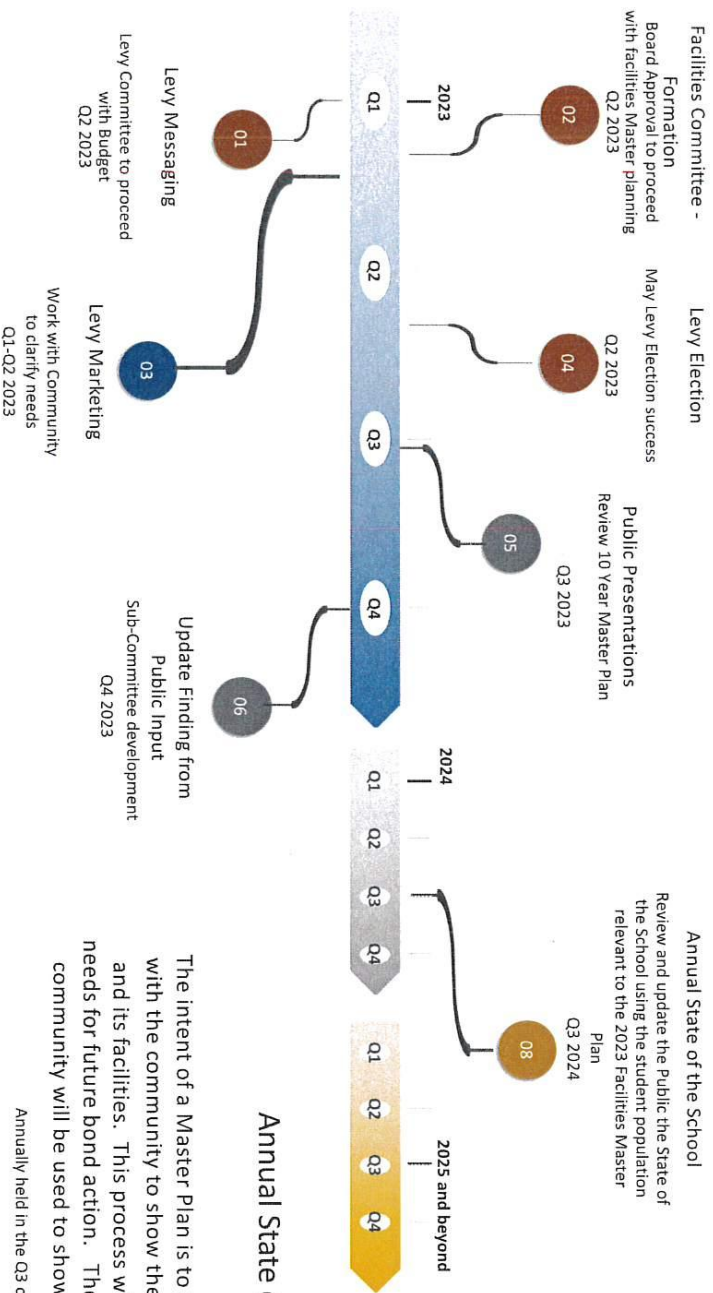 Facilities Committee -
Formation
Board Approval to proceed
with facilities Master planning
Q2 2023
02
Levy Election
May Levy Election success
Q2 2023
04
Public Presentations
Review 10 Year Master Plan
Q3 2023
05
Annual State of the School
Review and update the Public the State of
the School using the student population
relevant to the 2023 Facilities Master
Plan
Q3 2024
08
2023
2024
2025 and beyond
Q1
Q2
Q3
Q4
Q1
Q2
Q3
Q4
Q1
Q2
Q3
Q4
01
Levy Messaging
Levy Committee to proceed
with Budget
Q2 2023
03
Levy Marketing
Work with Community
to clarify needs
Q1-Q2 2023
06
Update Finding from
Public Input
Sub-Committee development
Q4 2023
Annual State
The intent of a Master Plan is to
with the community to show the
and its facilities. This process w
needs for future bond action. The
community will be used to show
Annually held in the Q3